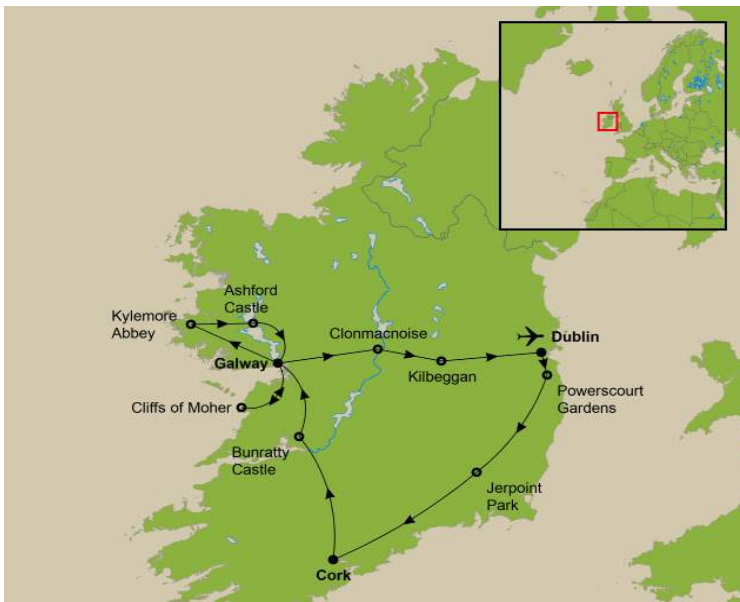 Ashford
Castle
Kylemore
Abbey
Clonmacnoise
Dublin
Galway
Kilbeggan
Powerscourt
Gardens
Cliffs of Moher
Bunratty
Castle
Jerpoint
Park
Cork